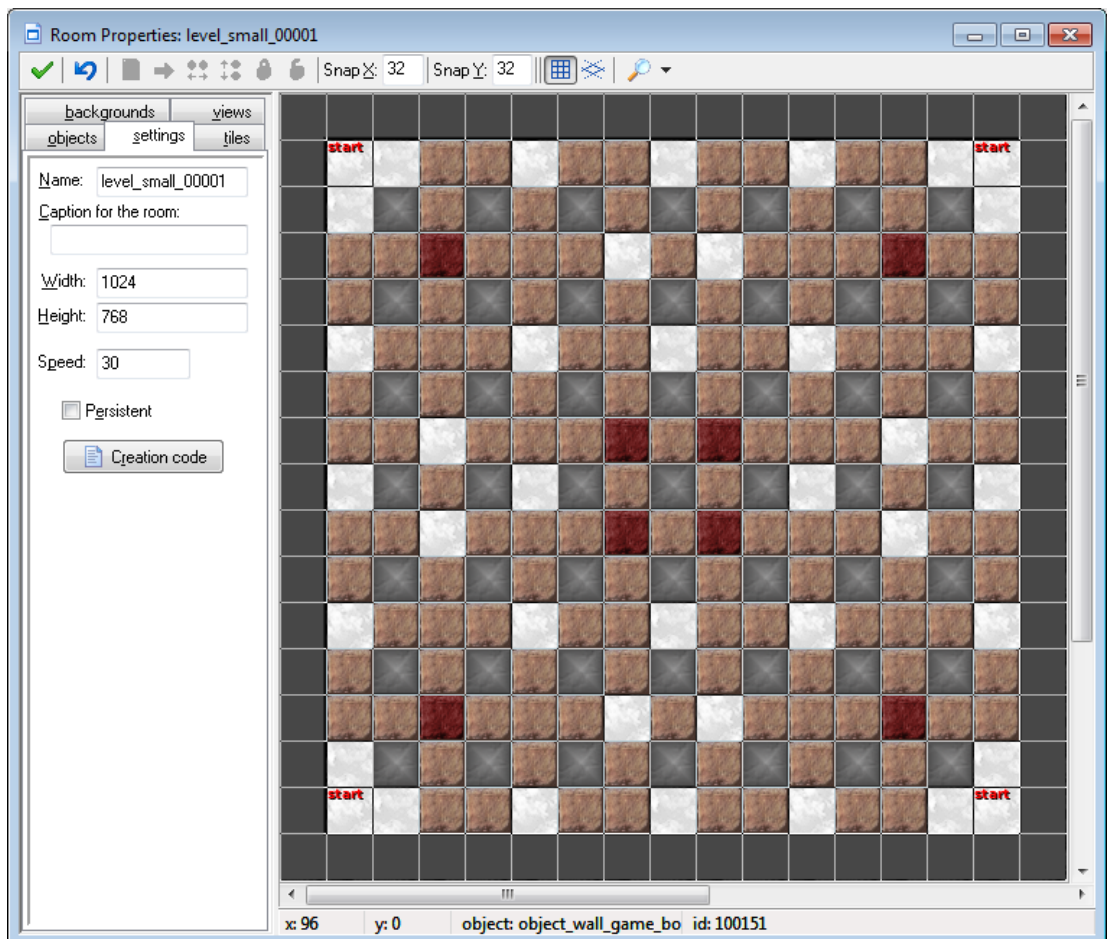 Room Properties: level_small_00001
Snap X: 32 Snap Y: 32
backgrounds views
objects settings tiles
Name: level_small_00001
Caption for the room:
Width: 1024
Height: 768
Speed: 30
Persistent
Creation code
start start
start start
x: 96 y: 0 object: object_wall_game_bo id: 100151